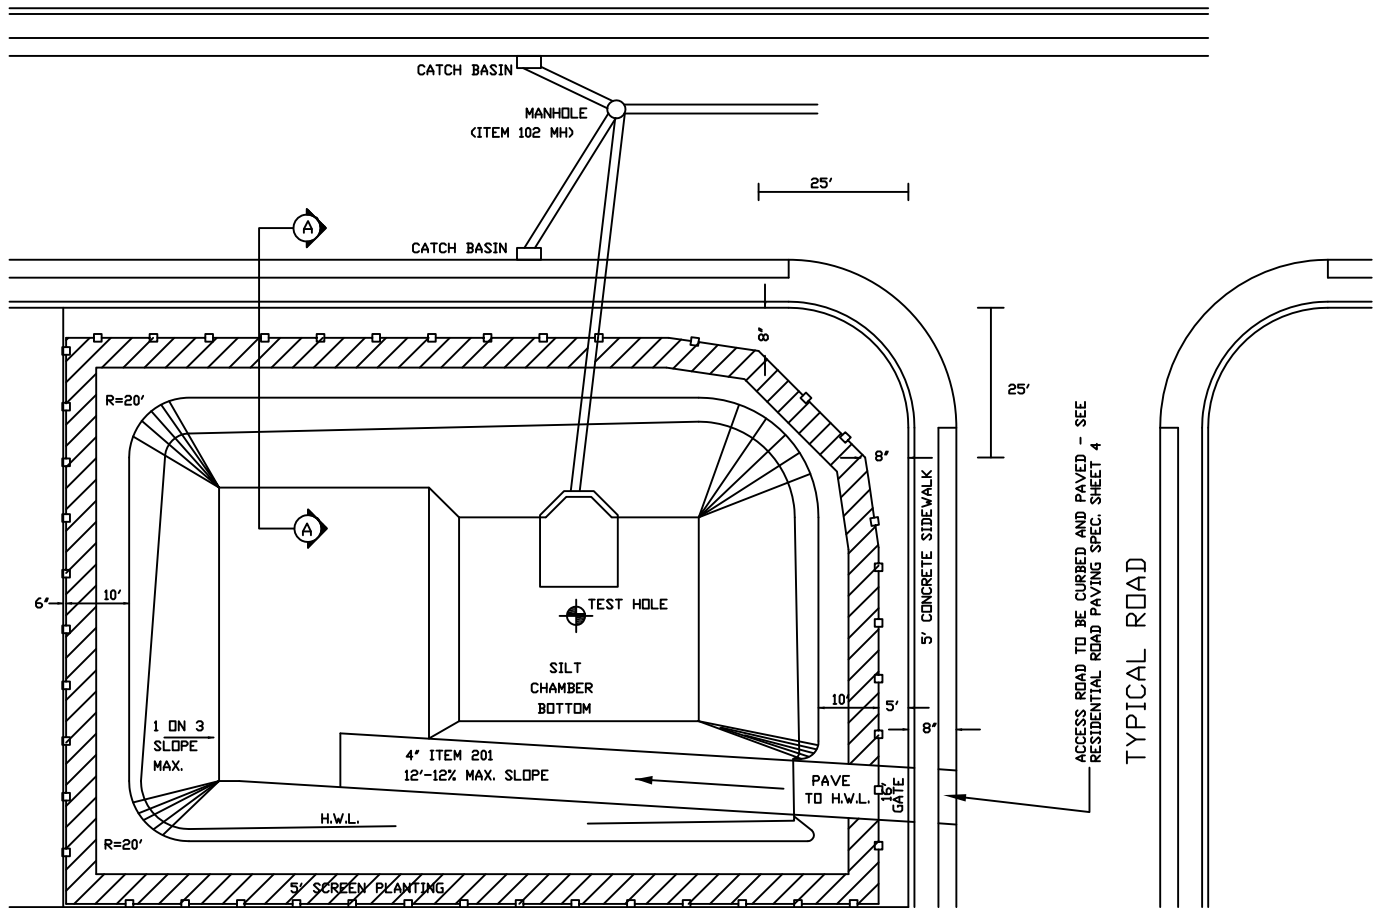 CATCH BASIN
MANHOLE
(ITEM 102 MH)
25'
A
CATCH BASIN
8"
25'
R=20'
8"
A
5' CONCRETE SIDEWALK
ACCESS ROAD TO BE CURBED AND PAVED - SEE
RESIDENTIAL ROAD PAVING SPEC. SHEET 4
TYPICAL ROAD
6"
10'
TEST HOLE
SILT
CHAMBER
BOTTOM
10'
5'
8"
1 ON 3
SLOPE
MAX.
4" ITEM 201
12'-12% MAX. SLOPE
PAVE
TO H.W.L.
16'
GATE
H.W.L.
R=20'
5' SCREEN PLANTING